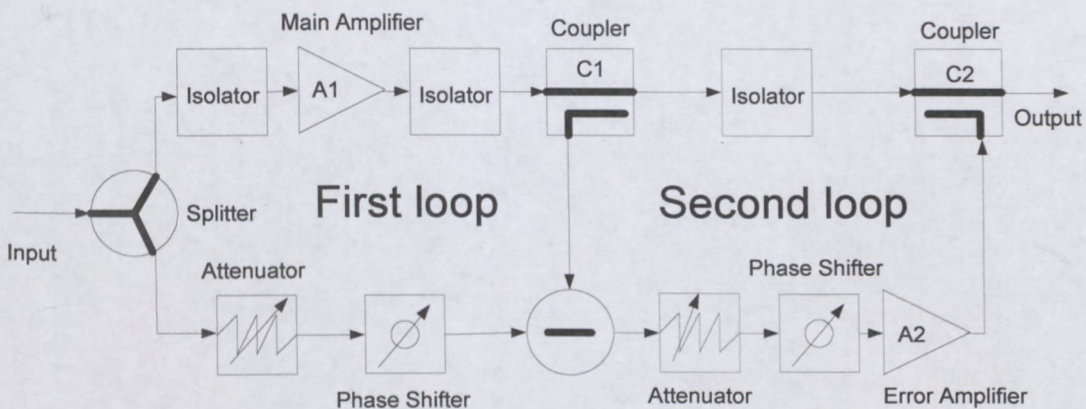 Main Amplifier
Coupler
Coupler
Isolator
A1
Isolator
C1
Isolator
C2
Output
Input
Splitter
First loop
Second loop
Attenuator
Phase Shifter
Phase Shifter
A2
Attenuator
Error Amplifier